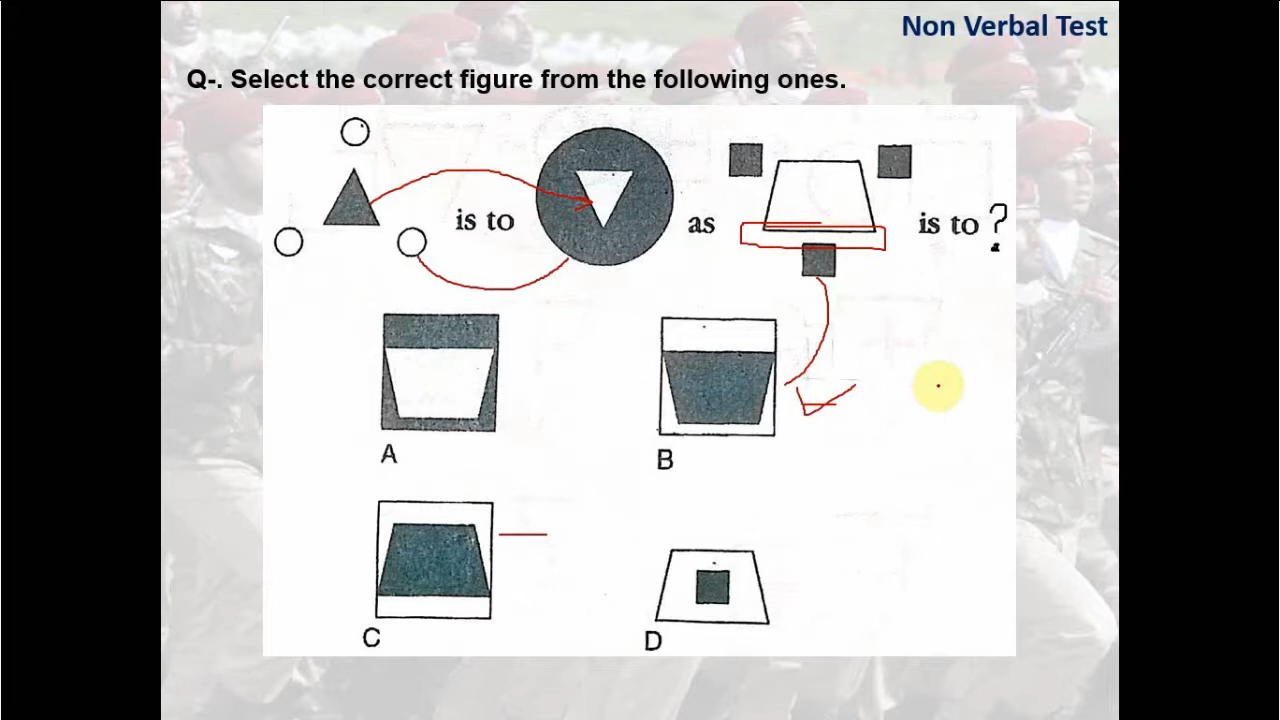 Non Verbal Test
Q-. Select the correct figure from the following ones.
is to as is to ?
A
B
C
D